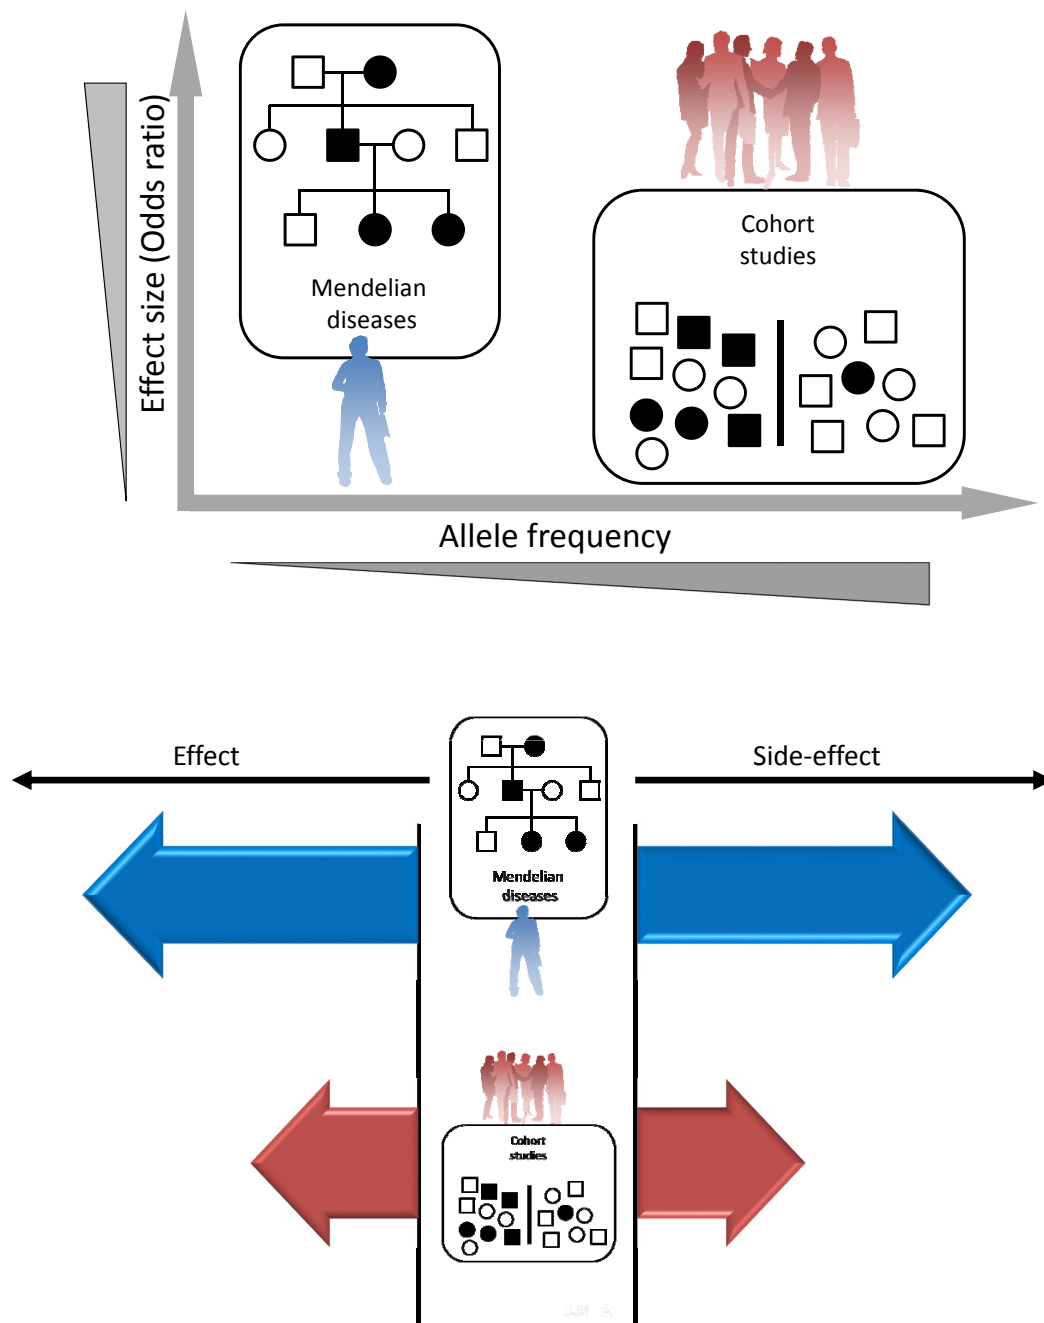 Effect size (Odds ratio)
Mendelian
diseases
Cohort
studies
Allele frequency
Effect
Side-effect
Mendelian
diseases
Cohort
studies